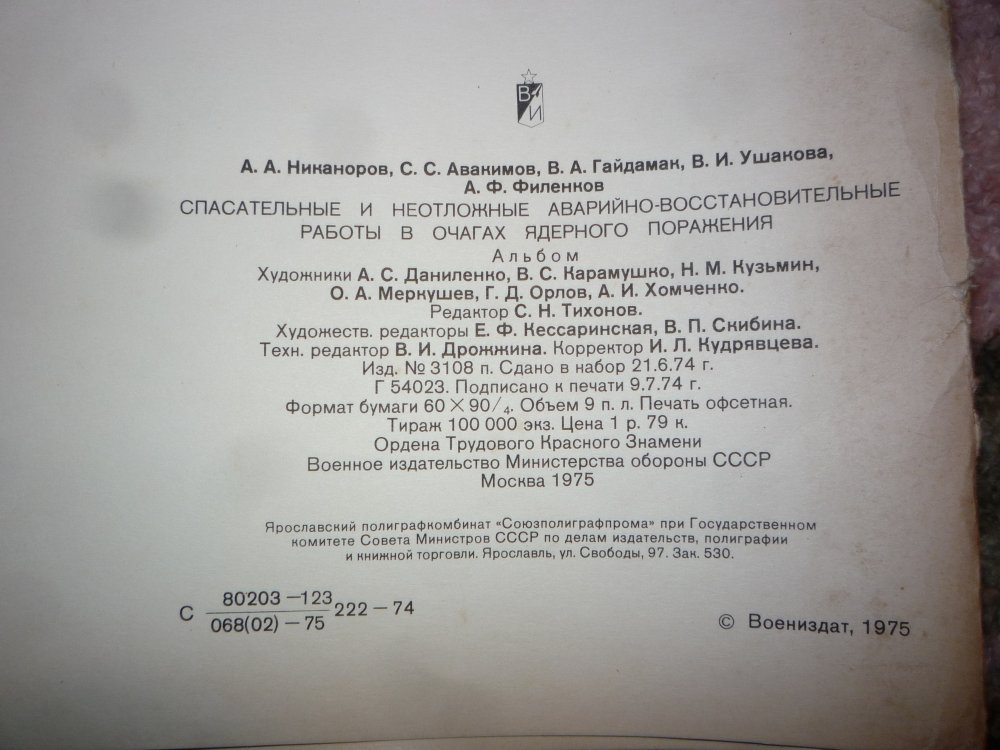 В
И
А. А. Никаноров, С. С. Авакимов, В. А. Гайдамак, В. И. Ушакова,
А. Ф. Филенков
СПАСАТЕЛЬНЫЕ И НЕОТЛОЖНЫЕ АВАРИЙНО-ВОССТАНОВИТЕЛЬНЫЕ
РАБОТЫ В ОЧАГАХ ЯДЕРНОГО ПОРАЖЕНИЯ
Альбом
Художники А. С. Даниленко, В. С. Карамушко, Н. М. Кузьмин,
О. А. Меркушев, Г. Д. Орлов, А. И. Хомченко.
Редактор С. Н. Тихонов.
Художеств. редакторы Е. Ф. Кессаринская, В. П. Скибина.
Техн. редактор В. И. Дрожжина. Корректор И. Л. Кудрявцева.
Изд. № 3108 п. Сдано в набор 21.6.74 г.
Г 54023. Подписано к печати 9.7.74 г.
Формат бумаги 60 × 90/4. Объем 9 п. л. Печать офсетная.
Тираж 100 000 экз. Цена 1 р. 79 к.
Ордена Трудового Красного Знамени
Военное издательство Министерства обороны СССР
Москва 1975
Ярославский полиграфкомбинат «Союзполиграфпрома» при Государственном
комитете Совета Министров СССР по делам издательств, полиграфии
и книжной торговли. Ярославль, ул. Свободы, 97. Зак. 530.
С 80203—123
068(02)—75 222—74
© Воениздат, 1975